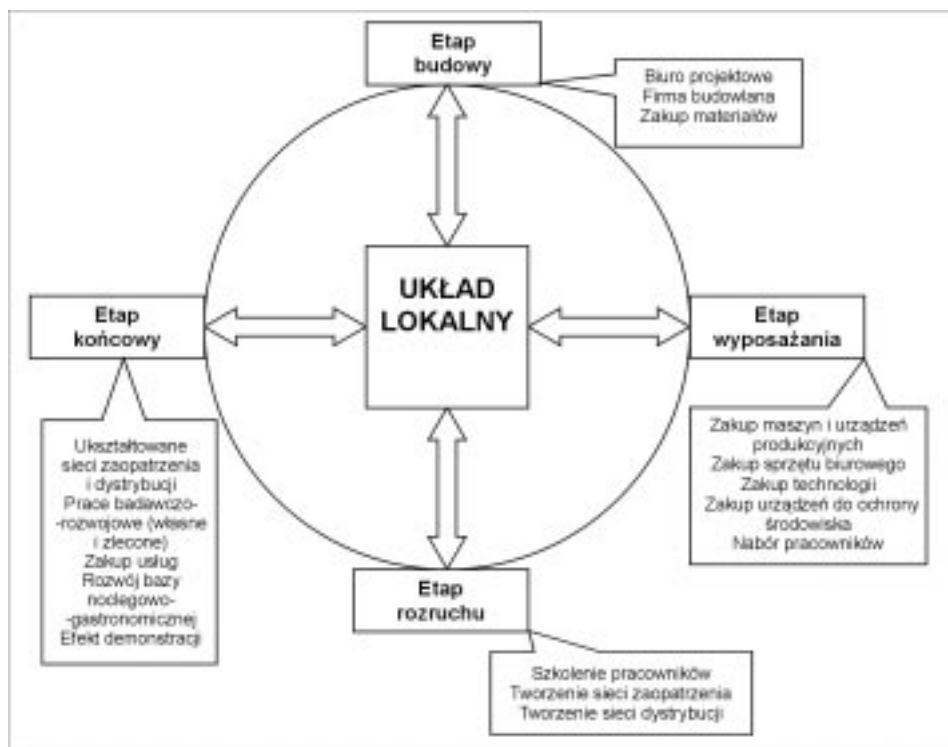 Etap
budowy
Biuro projektowe
Firma budowlana
Zakup materiałów
UKŁAD
LOKALNY
Etap
końcowy
Etap
wyposażania
Ukształtowane
sieci zaopatrzenia
i dystrybucji
Prace badawczo-
-rozwojowe (własne
i zlecone)
Zakup usług
Rozwój bazy
noclegowo-
-gastronomicznej
Efekt demonstracji
Zakup maszyn i urządzeń
produkcyjnych
Zakup sprzętu biurowego
Zakup technologii
Zakup urządzeń do ochrony
środowiska
Nabór pracowników
Etap
rozruchu
Szkolenie pracowników
Tworzenie sieci zaopatrzenia
Tworzenie sieci dystrybucji